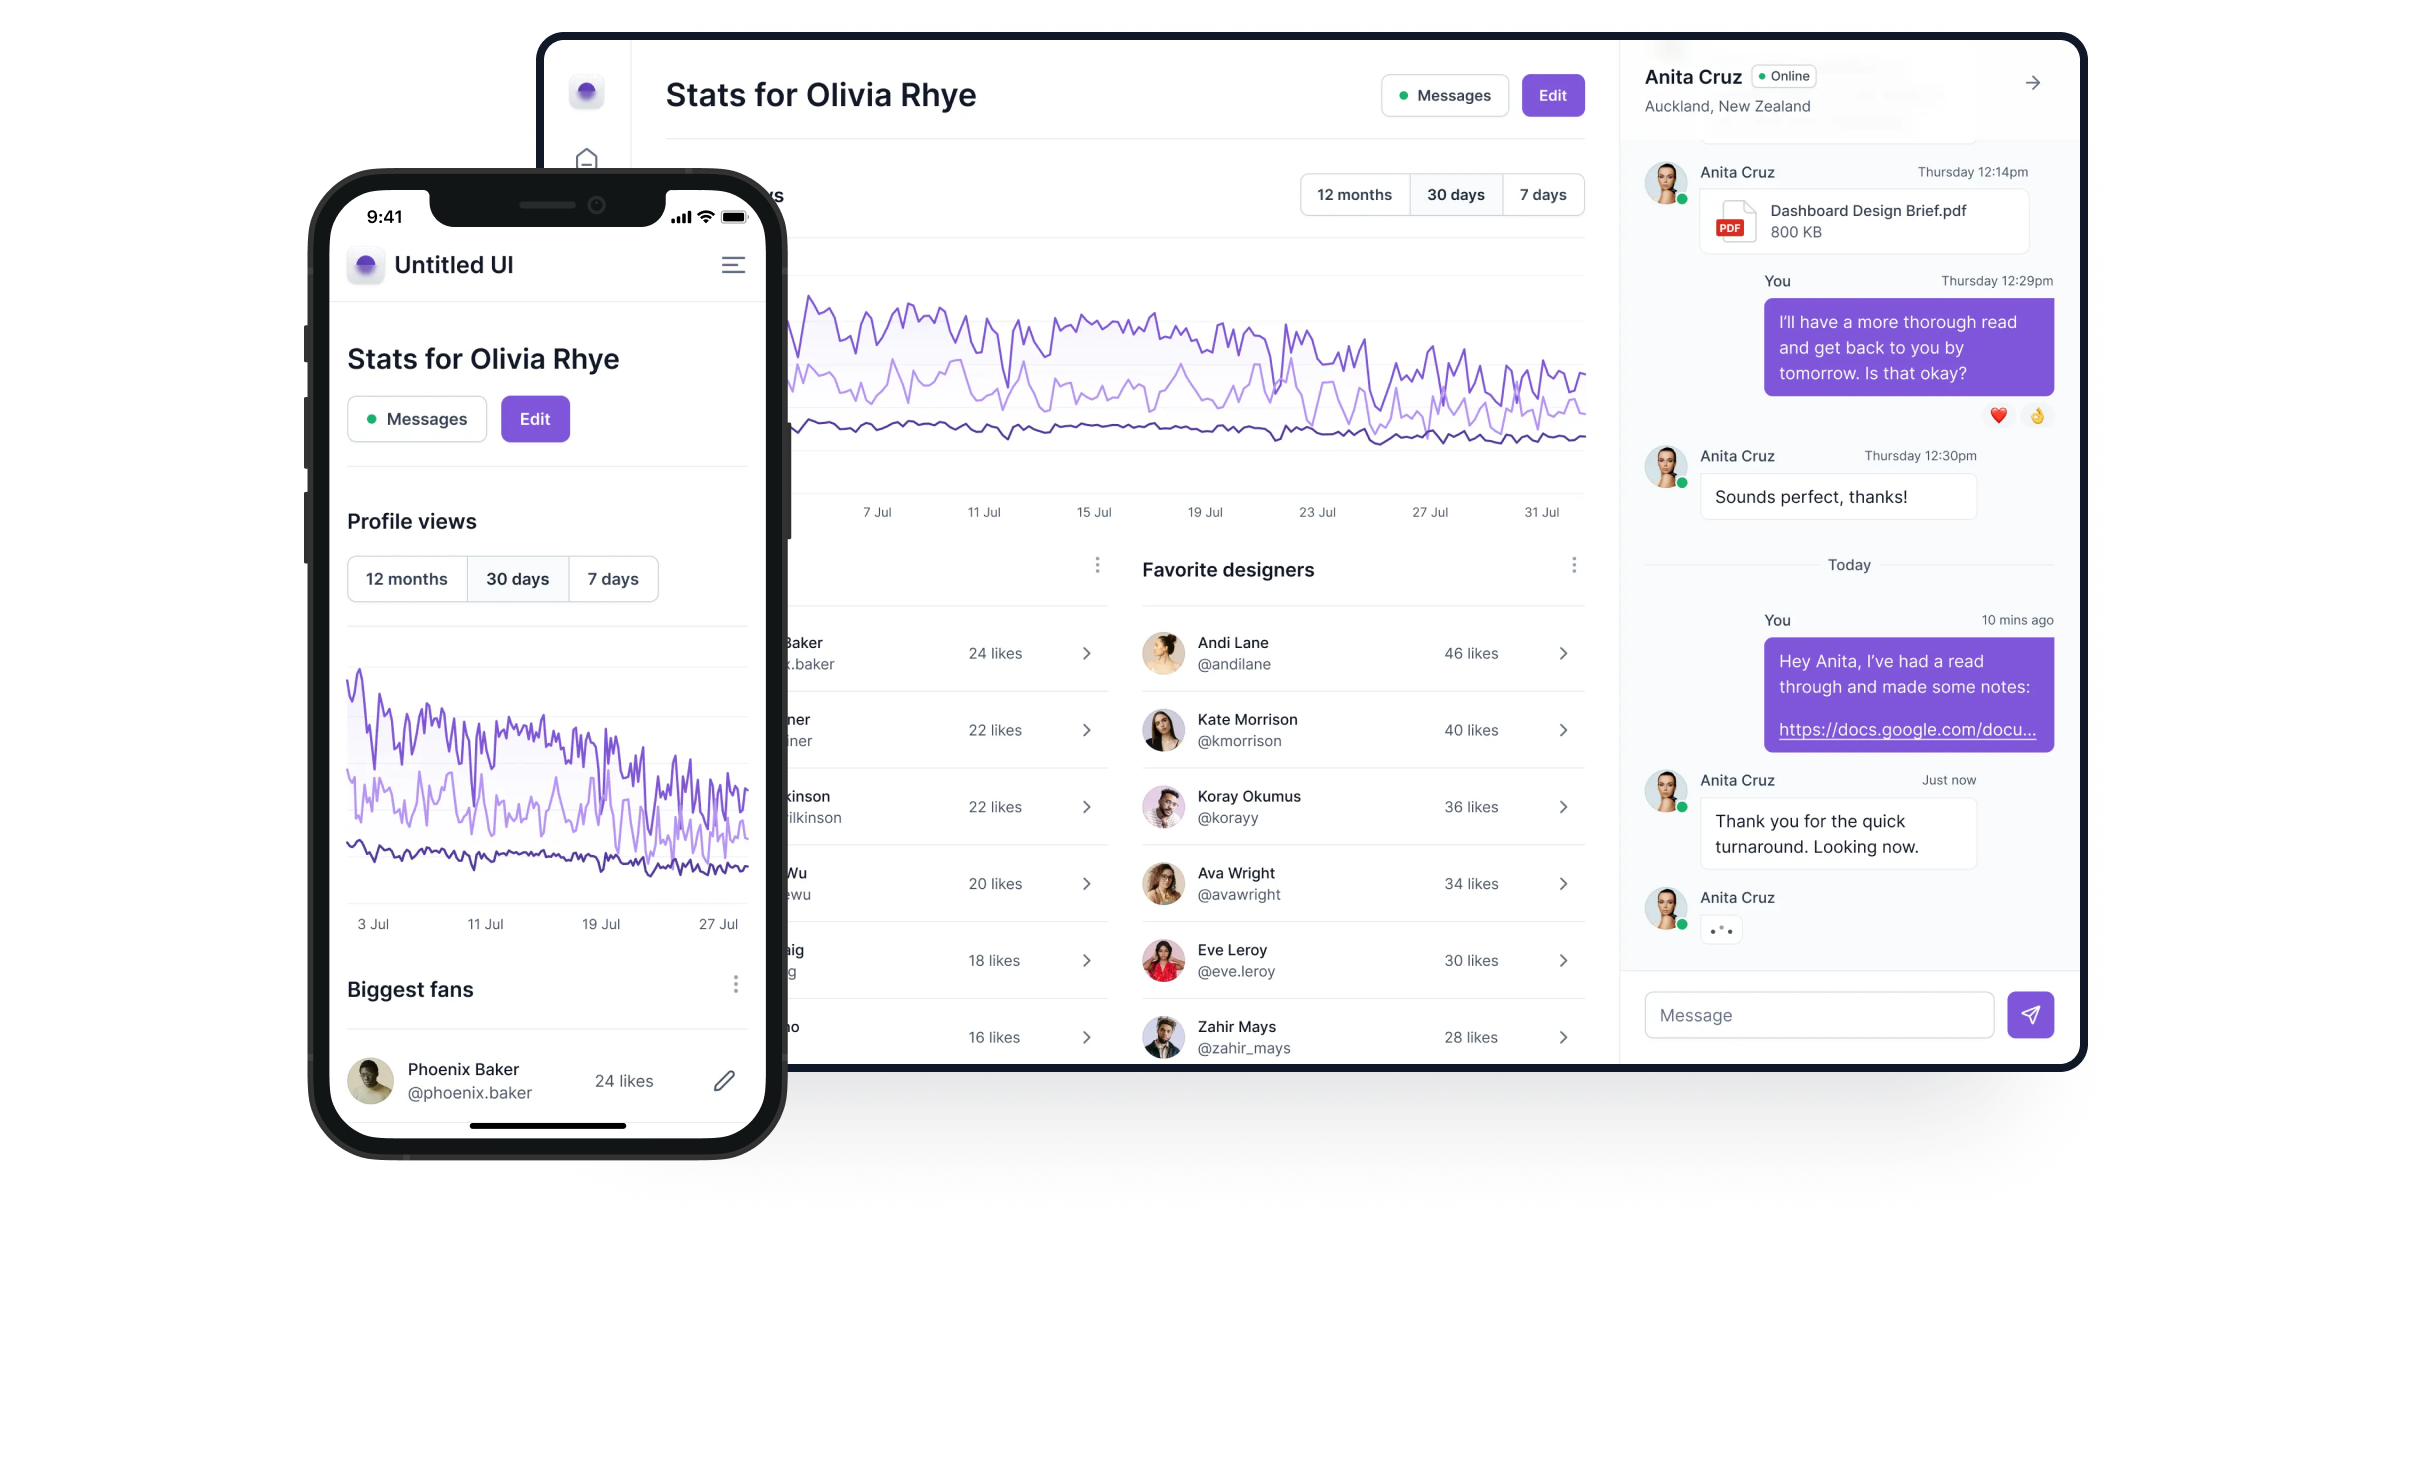 Stats for Olivia Rhye
Messages
Edit
12 months
30 days
7 days
7 Jul
11 Jul
15 Jul
19 Jul
23 Jul
27 Jul
31 Jul
24 likes
22 likes
22 likes
20 likes
18 likes
16 likes
Favorite designers
Andi Lane
@andilane
46 likes
Kate Morrison
@kmorrison
40 likes
Koray Okumus
@korayy
36 likes
Ava Wright
@avawright
34 likes
Eve Leroy
@eve.leroy
30 likes
Zahir Mays
@zahir_mays
28 likes
Anita Cruz
Online
Auckland, New Zealand
Anita Cruz
Thursday 12:14pm
PDF
Dashboard Design Brief.pdf
800 KB
You
Thursday 12:29pm
I’ll have a more thorough read
and get back to you by
tomorrow. Is that okay?
Anita Cruz
Thursday 12:30pm
Sounds perfect, thanks!
Today
You
10 mins ago
Hey Anita, I’ve had a read
through and made some notes:
https://docs.google.com/docu...
Anita Cruz
Just now
Thank you for the quick
turnaround. Looking now.
Anita Cruz
Message
9:41
Untitled UI
Stats for Olivia Rhye
Messages
Edit
Profile views
12 months
30 days
7 days
3 Jul
11 Jul
19 Jul
27 Jul
Biggest fans
Phoenix Baker
@phoenix.baker
24 likes